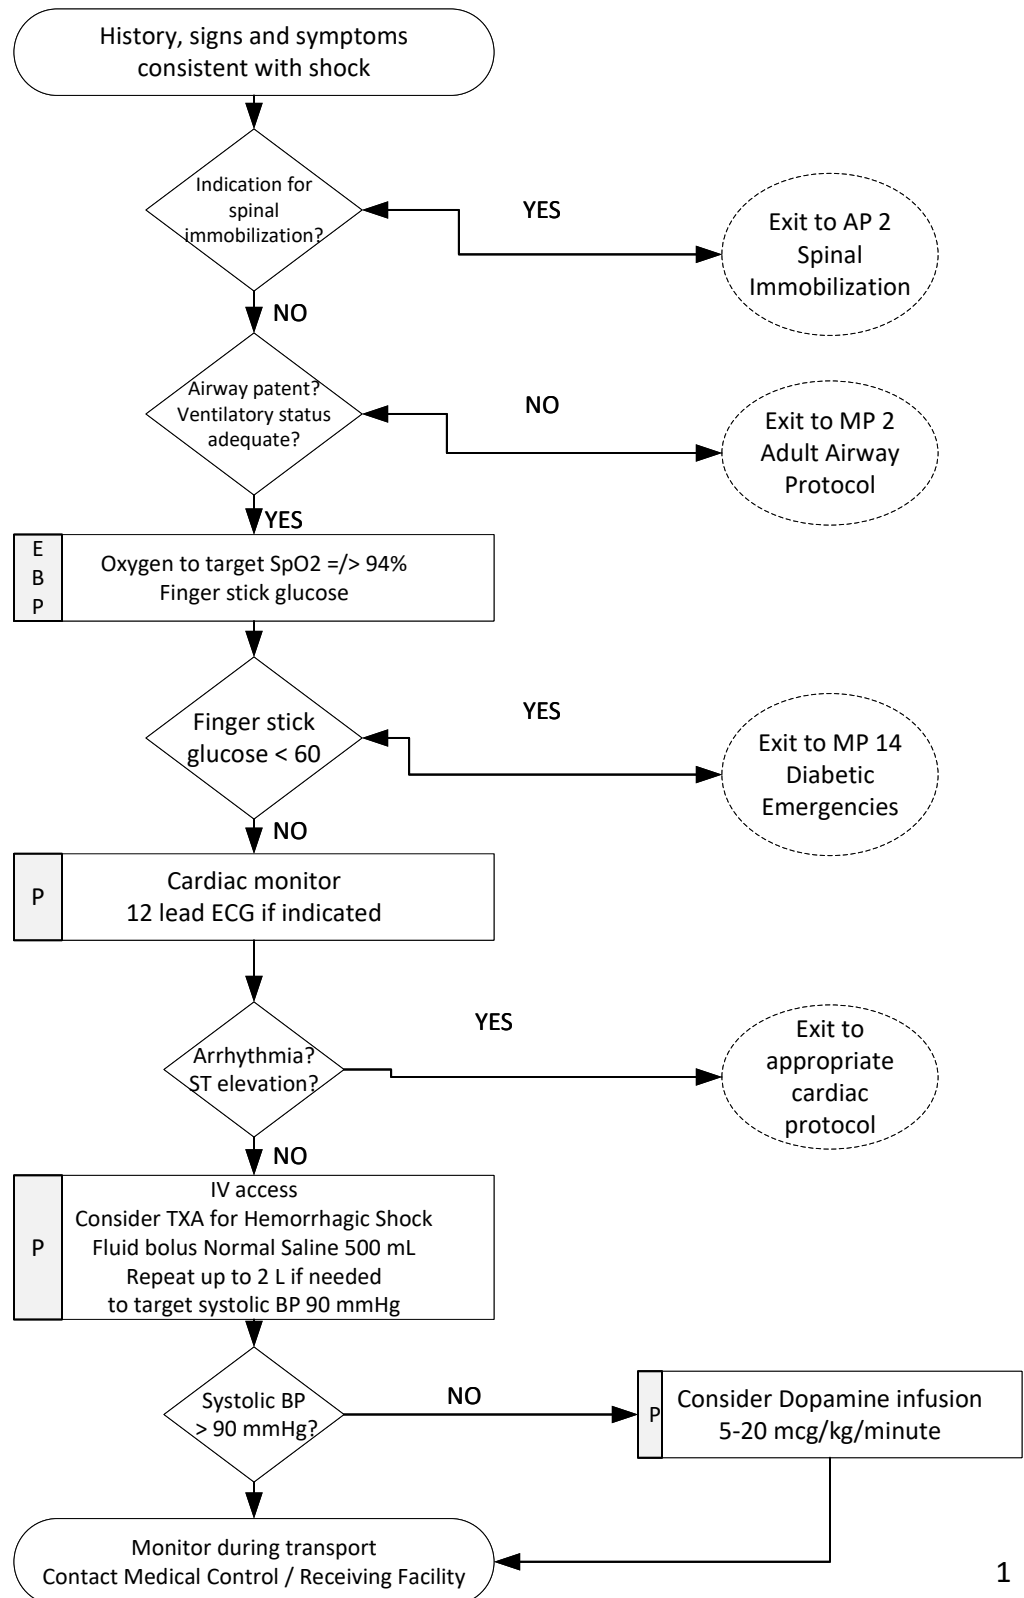 History, signs and symptoms
consistent with shock
Indication for
spinal
immobilization?
YES
Exit to AP 2
Spinal
Immobilization
NO
Airway patent?
Ventilatory status
adequate?
NO
Exit to MP 2
Adult Airway
Protocol
YES
E
B
P
Oxygen to target SpO2 =/> 94%
Finger stick glucose
Finger stick
glucose < 60
YES
Exit to MP 14
Diabetic
Emergencies
NO
P
Cardiac monitor
12 lead ECG if indicated
Arrhythmia?
ST elevation?
YES
Exit to
appropriate
cardiac
protocol
NO
P
IV access
Consider TXA for Hemorrhagic Shock
Fluid bolus Normal Saline 500 mL
Repeat up to 2 L if needed
to target systolic BP 90 mmHg
Systolic BP
> 90 mmHg?
NO
P
Consider Dopamine infusion
5-20 mcg/kg/minute
Monitor during transport
Contact Medical Control / Receiving Facility
1